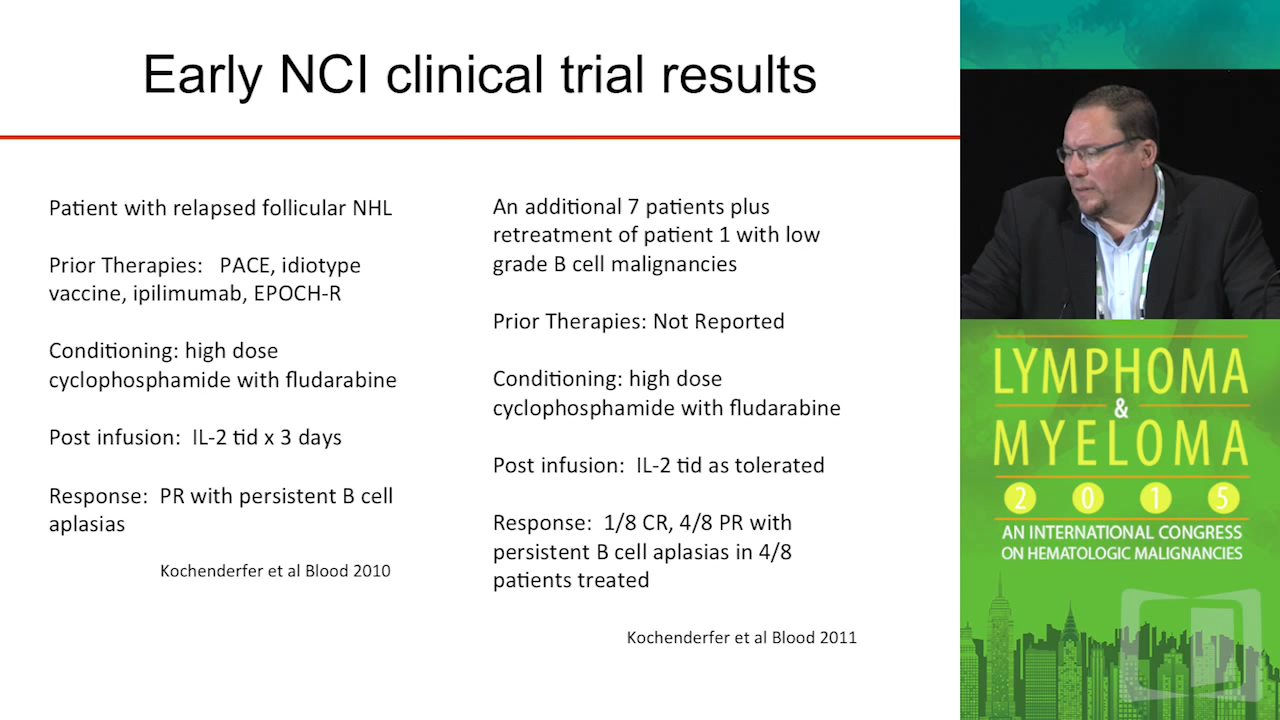 Early NCI clinical trial results
Patient with relapsed follicular NHL
Prior Therapies: PACE, idiotype
vaccine, ipilimumab, EPOCH-R
Conditioning: high dose
cyclophosphamide with fludarabine
Post infusion: IL-2 tid x 3 days
Response: PR with persistent B cell
aplasias
Kochenderfer et al Blood 2010
An additional 7 patients plus
retreatment of patient 1 with low
grade B cell malignancies
Prior Therapies: Not Reported
Conditioning: high dose
cyclophosphamide with fludarabine
Post infusion: IL-2 tid as tolerated
Response: 1/8 CR, 4/8 PR with
persistent B cell aplasias in 4/8
patients treated
Kochenderfer et al Blood 2011
LYMPHOMA
&
MYELOMA
2 0 1 5
AN INTERNATIONAL CONGRESS
ON HEMATOLOGIC MALIGNANCIES